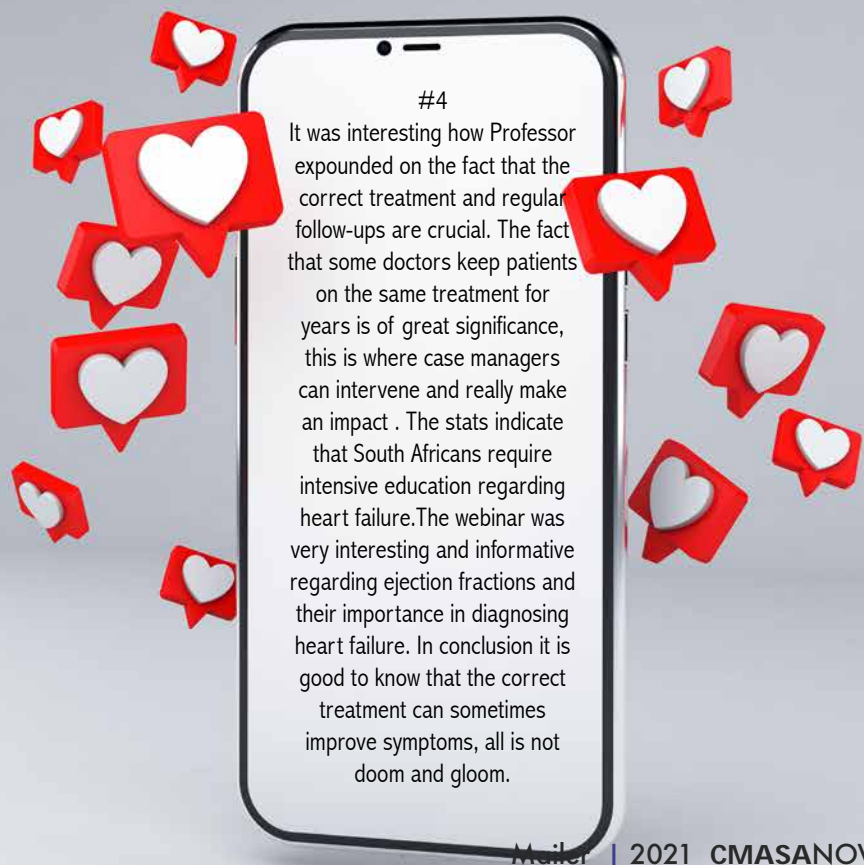 #4
It was interesting how Professor
expounded on the fact that the
correct treatment and regular
follow-ups are crucial. The fact
that some doctors keep patients
on the same treatment for
years is of great significance,
this is where case managers
can intervene and really make
an impact . The stats indicate
that South Africans require
intensive education regarding
heart failure.The webinar was
very interesting and informative
regarding ejection fractions and
their importance in diagnosing
heart failure. In conclusion it is
good to know that the correct
treatment can sometimes
improve symptoms, all is not
doom and gloom.
Mailer | 2021 CMASANOV